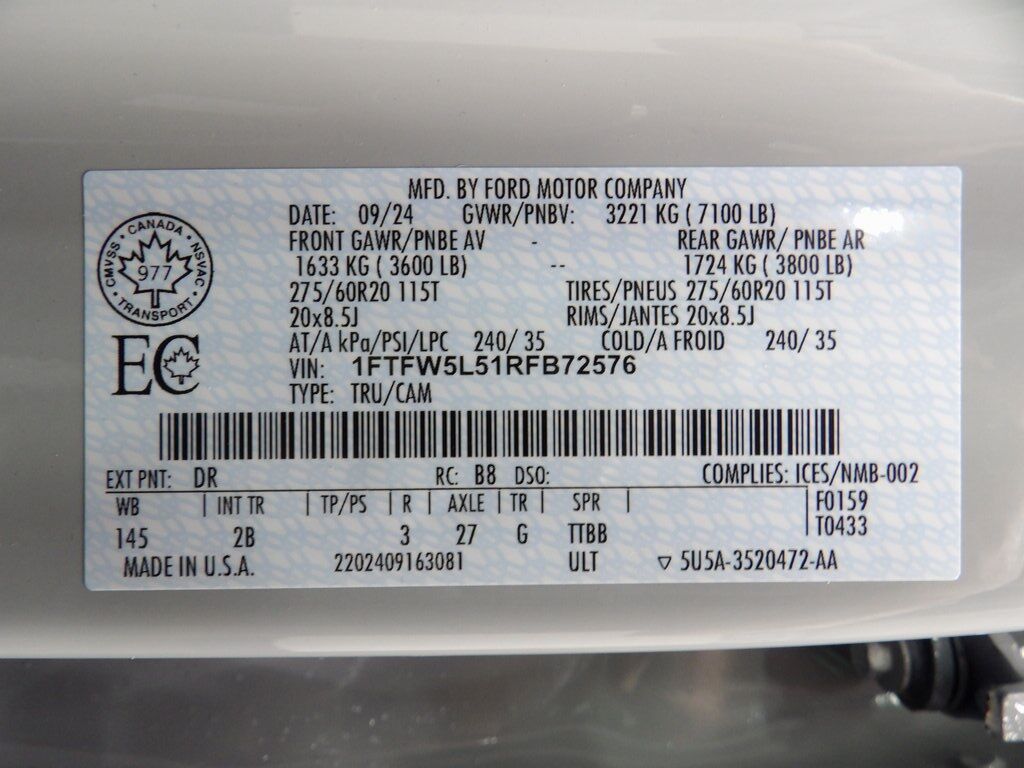 MFD. BY FORD MOTOR COMPANY
DATE: 09/24 GVWR/PNBV: 3221 KG ( 7100 LB)
FRONT GAWR/PNBE AV - REAR GAWR/ PNBE AR
1633 KG ( 3600 LB) -- 1724 KG ( 3800 LB)
275/60R20 115T TIRES/PNEUS 275/60R20 115T
20x8.5J RIMS/JANTES 20x8.5J
AT/A kPa/PSI/LPC 240/ 35 COLD/A FROID 240/ 35
VIN: 1FTFW5L51RFB72576
TYPE: TRU/CAM
CANADA
CMVSS NSVAC
977
TRANSPORT
EC
EXT PNT: DR RC: B8 DSO: COMPLIES: ICES/NMB-002
WB | INT TR | TP/PS | R | AXLE | TR | SPR | F0159
145 2B 3 27 G TTBB T0433
MADE IN U.S.A. 2202409163081 ULT ▽ 5U5A-3520472-AA